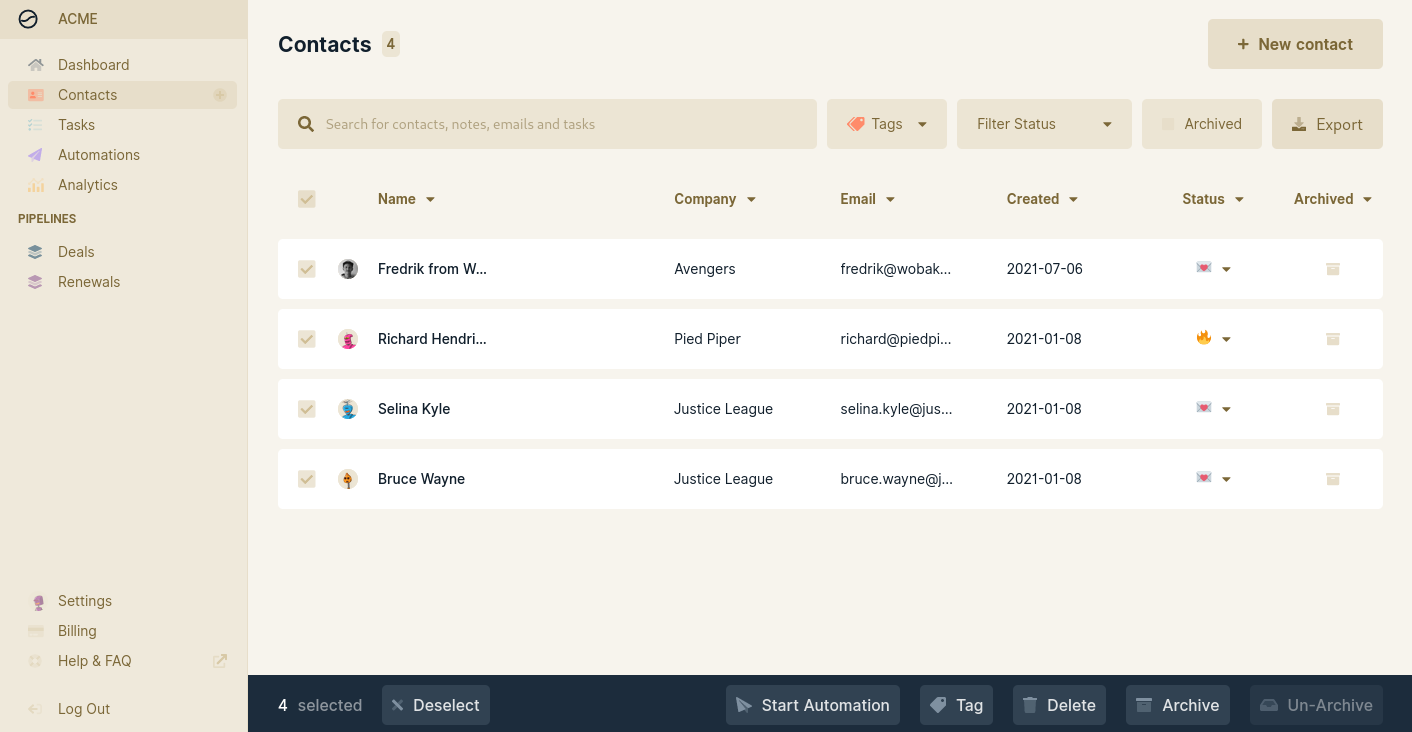 ACME
Dashboard
Contacts
Tasks
Automations
Analytics
PIPELINES
Deals
Renewals
Settings
Billing
Help & FAQ
Log Out
Contacts 4
+ New contact
Search for contacts, notes, emails and tasks
Tags
Filter Status
Archived
Export
Name Company Email Created Status Archived
Fredrik from W... Avengers fredrik@wobak... 2021-07-06
Richard Hendri... Pied Piper richard@piedpi... 2021-01-08
Selina Kyle Justice League selina.kyle@jus... 2021-01-08
Bruce Wayne Justice League bruce.wayne@j... 2021-01-08
4 selected Deselect Start Automation Tag Delete Archive Un-Archive